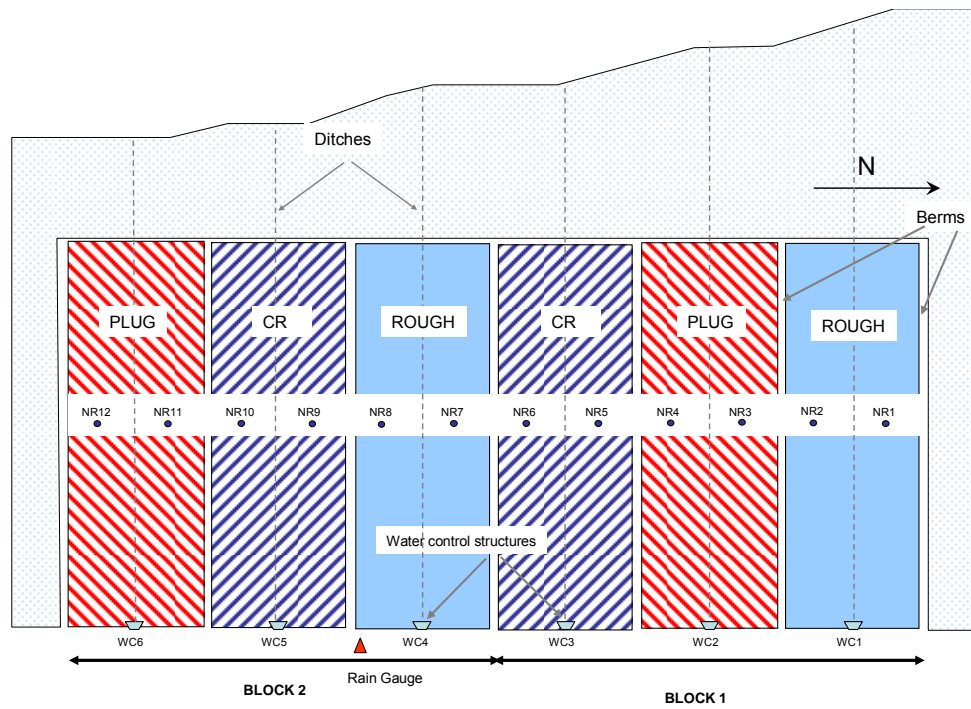 Ditches
N
Berms
PLUG
CR
ROUGH
CR
PLUG
ROUGH
NR12
NR11
NR10
NR9
NR8
NR7
NR6
NR5
NR4
NR3
NR2
NR1
Water control structures
WC6
WC5
WC4
WC3
WC2
WC1
Rain Gauge
BLOCK 2
BLOCK 1